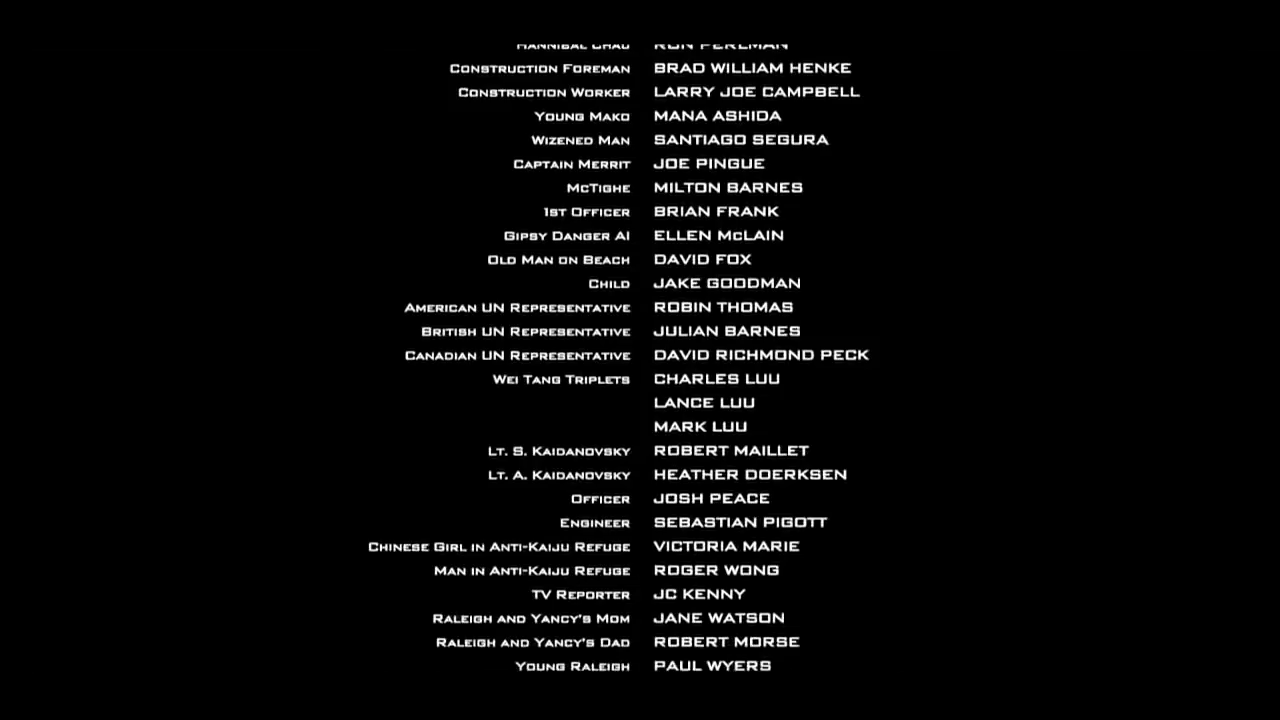 Hannibal Chau RON PERLMAN
Construction Foreman BRAD WILLIAM HENKE
Construction Worker LARRY JOE CAMPBELL
Young Mako MANA ASHIDA
Wizened Man SANTIAGO SEGURA
Captain Merrit JOE PINGUE
McTighe MILTON BARNES
1st Officer BRIAN FRANK
Gipsy Danger AI ELLEN McLAIN
Old Man on Beach DAVID FOX
Child JAKE GOODMAN
American UN Representative ROBIN THOMAS
British UN Representative JULIAN BARNES
Canadian UN Representative DAVID RICHMOND PECK
Wei Tang Triplets CHARLES LUU
LANCE LUU
MARK LUU
Lt. S. Kaidanovsky ROBERT MAILLET
Lt. A. Kaidanovsky HEATHER DOERKSEN
Officer JOSH PEACE
Engineer SEBASTIAN PIGOTT
Chinese Girl in Anti-Kaiju Refuge VICTORIA MARIE
Man in Anti-Kaiju Refuge ROGER WONG
TV Reporter JC KENNY
Raleigh and Yancy's Mom JANE WATSON
Raleigh and Yancy's Dad ROBERT MORSE
Young Raleigh PAUL WYERS